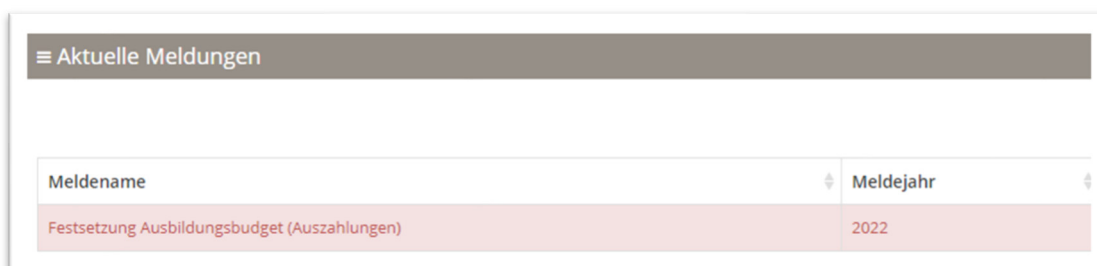 Aktuelle Meldungen
Meldename Meldejahr
Festsetzung Ausbildungsbudget (Auszahlungen) 2022